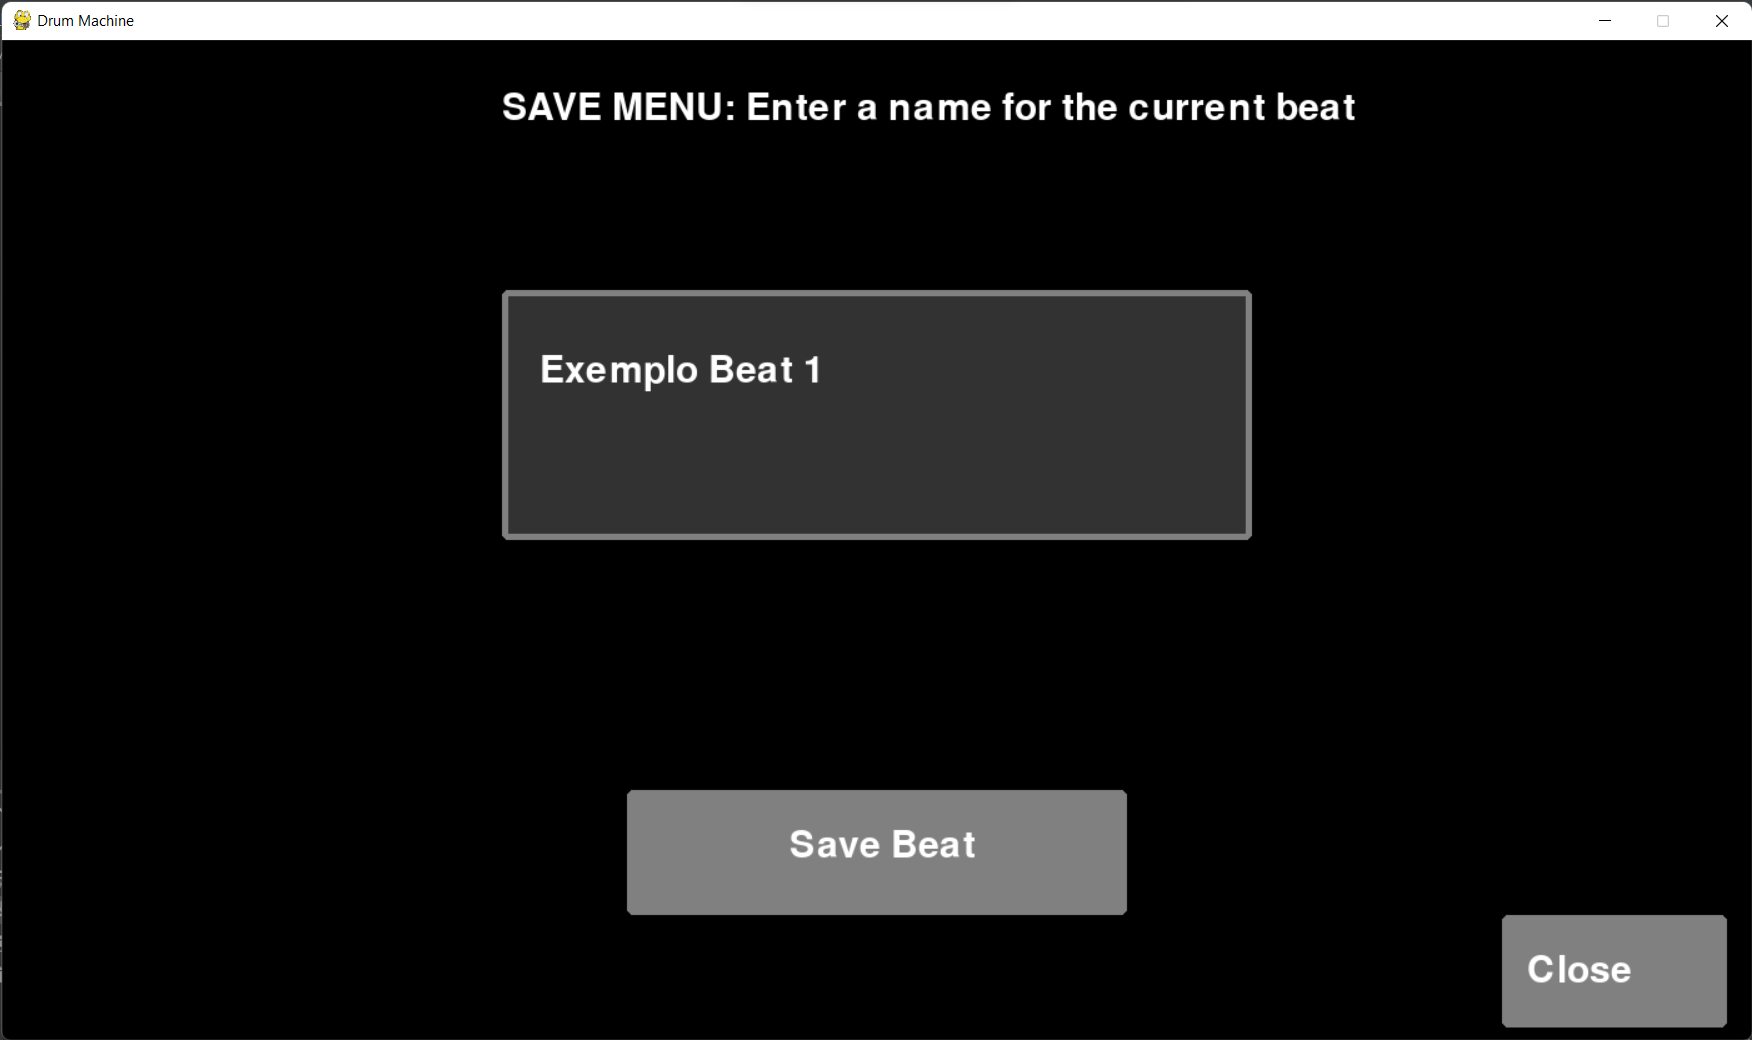 Drum Machine
SAVE MENU: Enter a name for the current beat
Exemplo Beat 1
Save Beat
Close